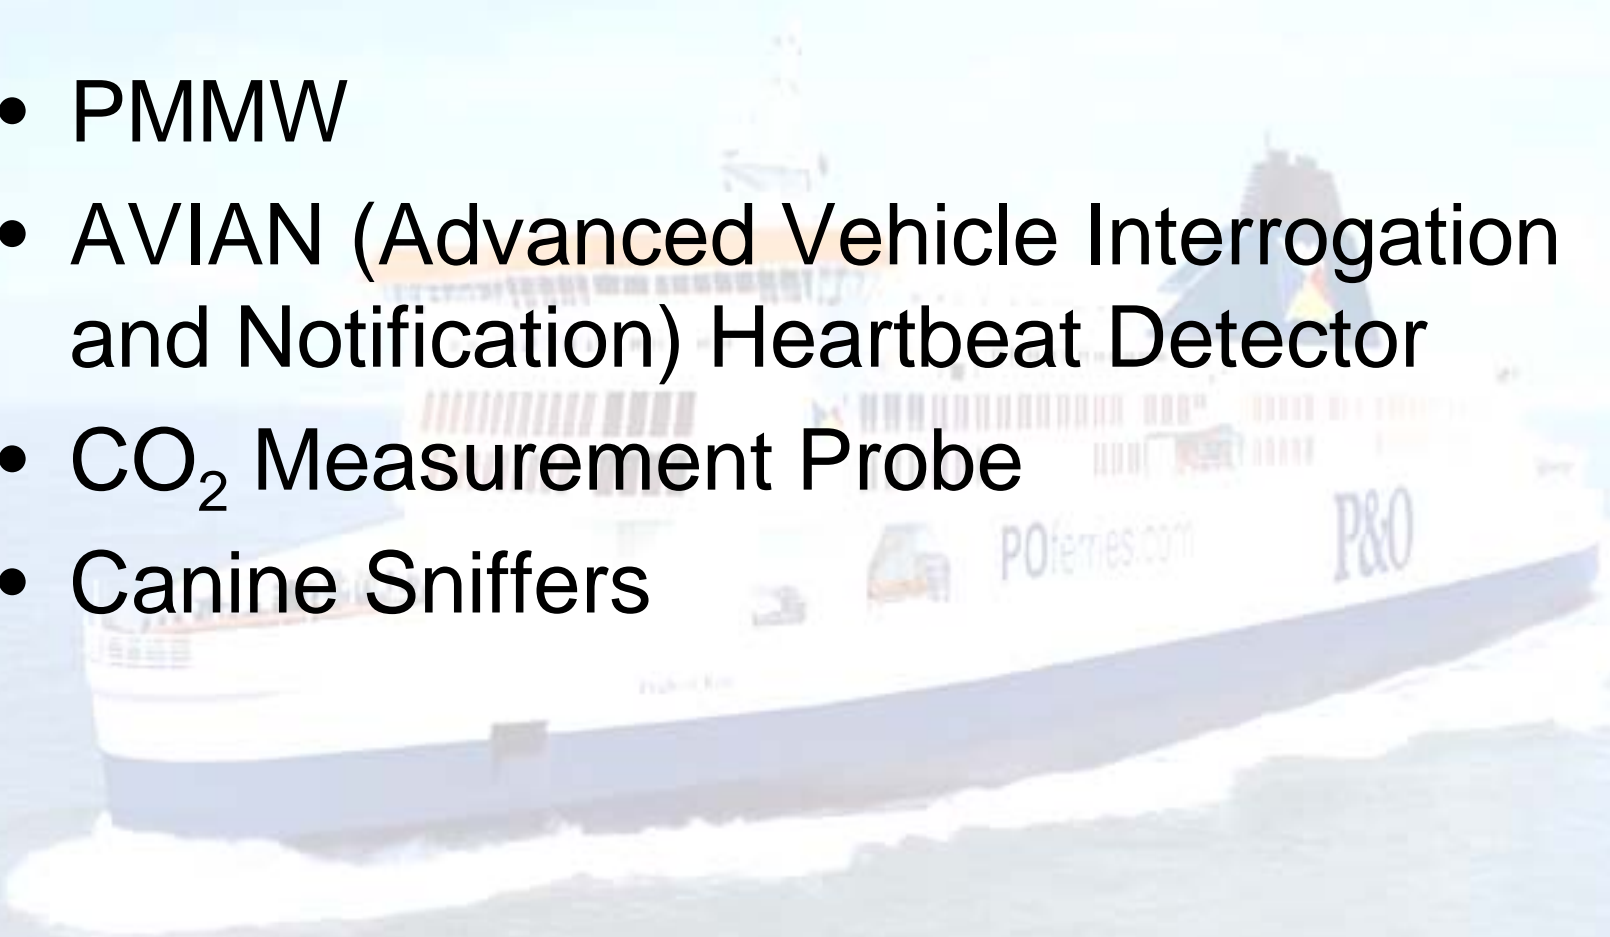 • PMMW
• AVIAN (Advanced Vehicle Interrogation
and Notification) Heartbeat Detector
• CO₂ Measurement Probe
POferries.com
P&O
• Canine Sniffers